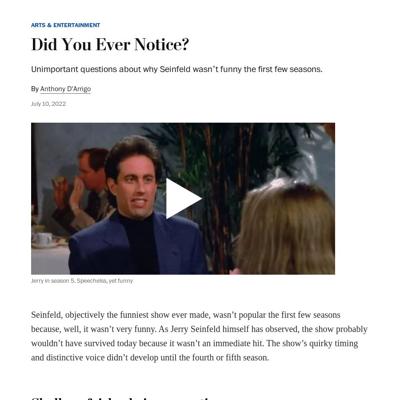 ARTS & ENTERTAINMENT
Did You Ever Notice?
Unimportant questions about why Seinfeld wasn't funny the first few seasons.
By Anthony D'Arrigo
July 10, 2022
Jerry in season 5. Speechelss, yet funny
Seinfeld, objectively the funniest show ever made, wasn't popular the first few seasons
because, well, it wasn't very funny. As Jerry Seinfeld himself has observed, the show probably
wouldn't have survived today because it wasn't an immediate hit. The show's quirky timing
and distinctive voice didn't develop until the fourth or fifth season.